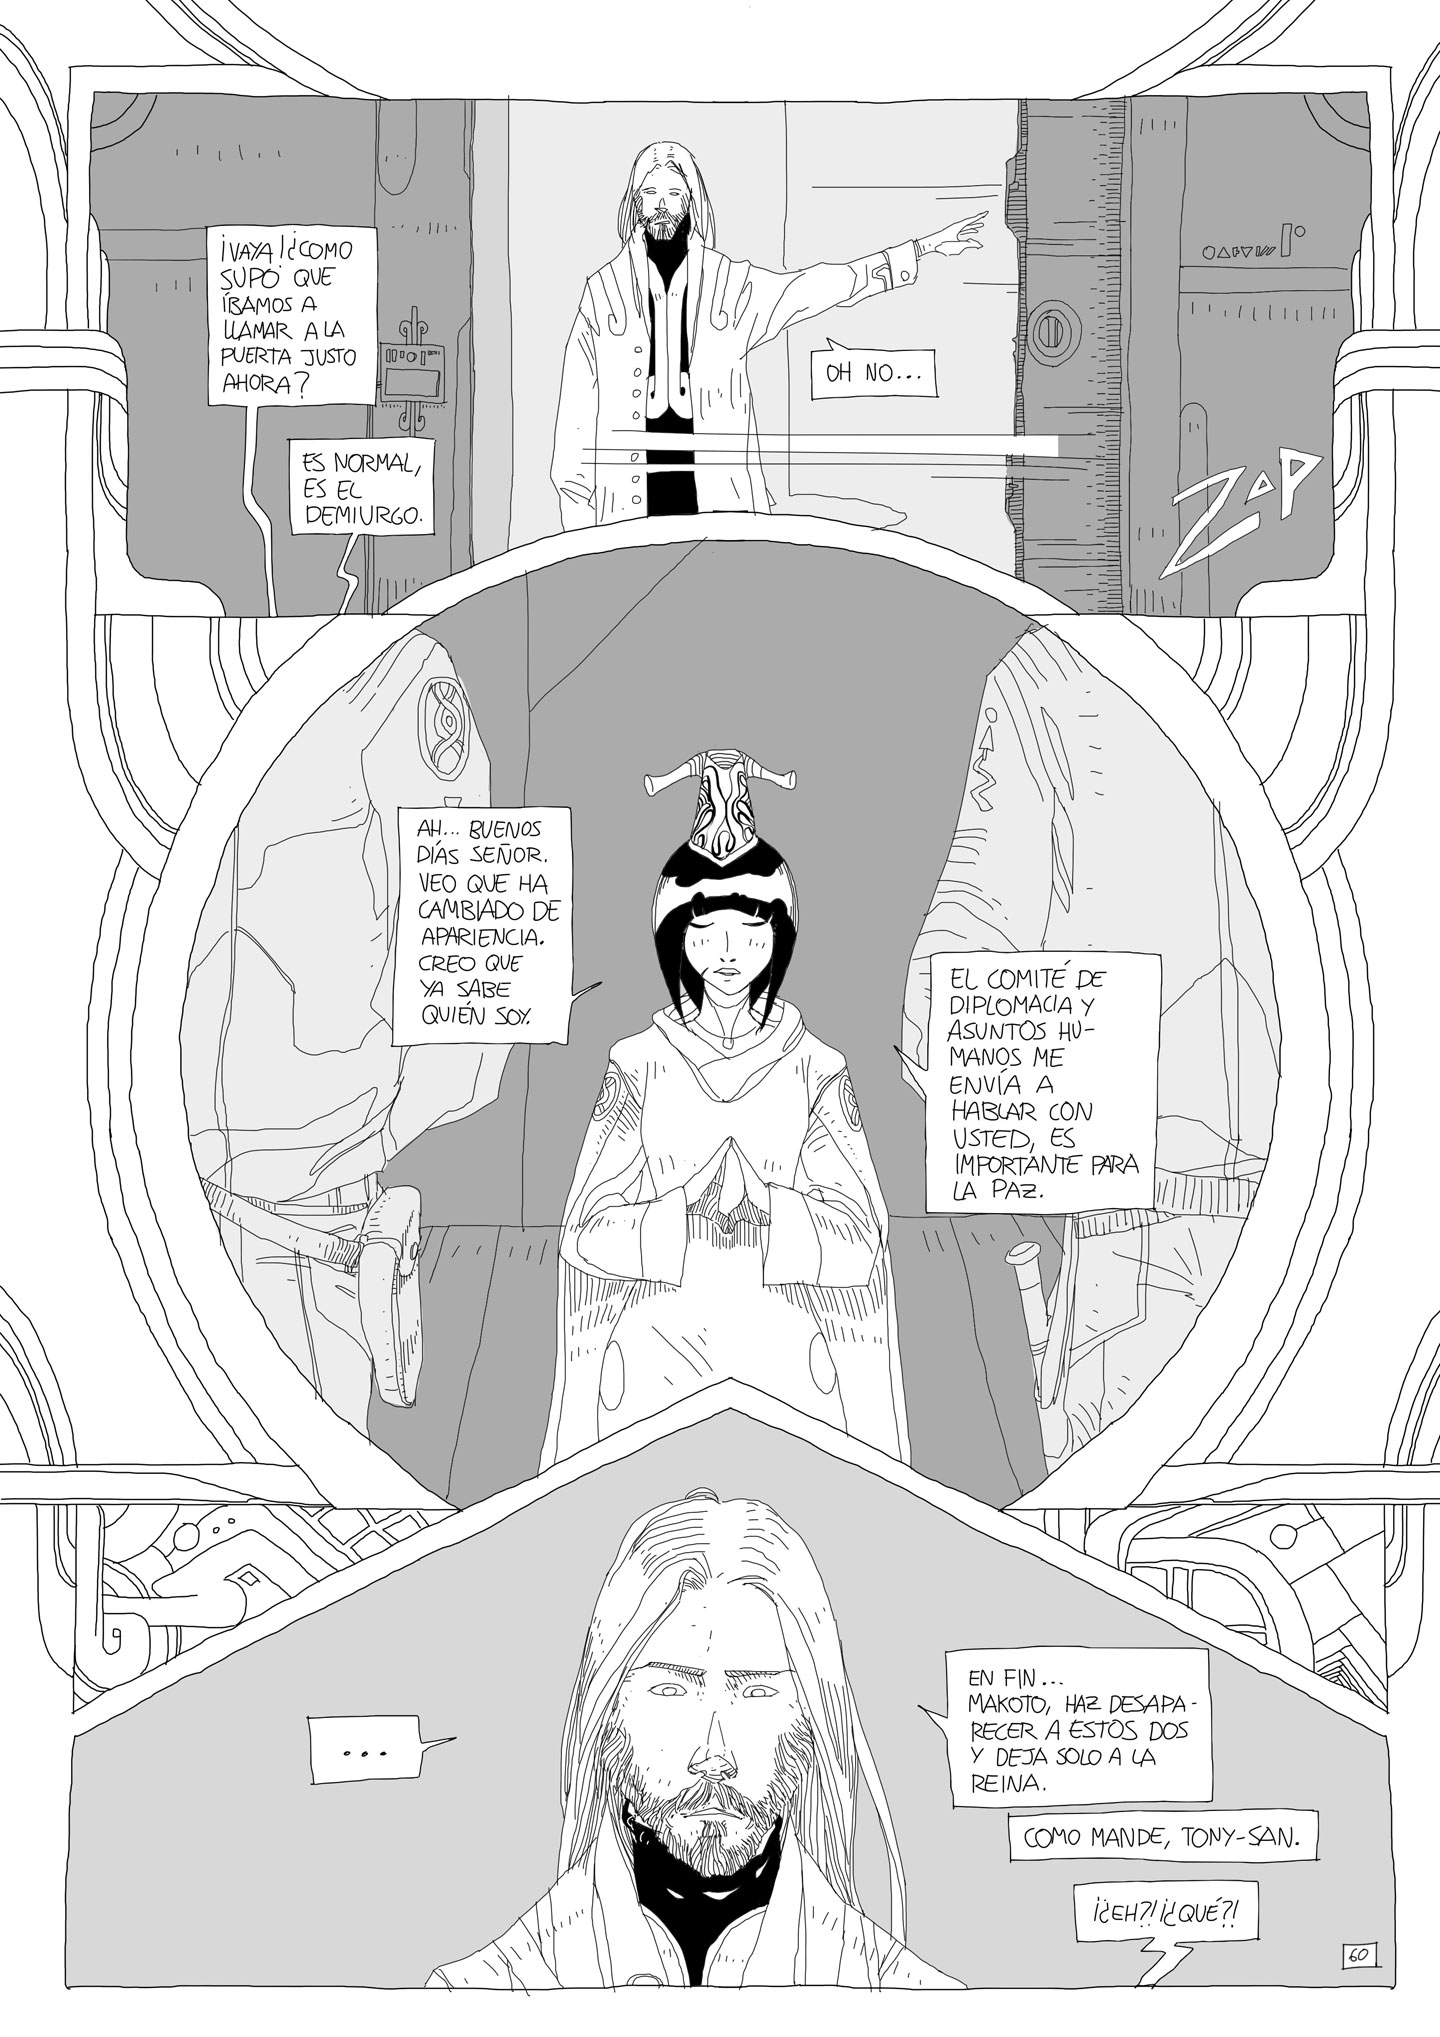 ¡VAYA!¿COMO
SUPO QUE
ÍBAMOS A
LLAMAR A LA
PUERTA JUSTO
AHORA?
OH NO...
ES NORMAL,
ES EL
DEMIURGO.
ZAP
AH... BUENOS
DÍAS SEÑOR.
VEO QUE HA
CAMBIADO DE
APARIENCIA.
CREO QUE
YA SABE
QUIÉN SOY.
EL COMITÉ DE
DIPLOMACIA Y
ASUNTOS HU-
MANOS ME
ENVÍA A
HABLAR CON
USTED, ES
IMPORTANTE PARA
LA PAZ.
...
EN FIN...
MAKOTO, HAZ DESAPA-
RECER A ESTOS DOS
Y DEJA SOLO A LA
REINA.
COMO MANDE, TONY-SAN.
¡¿EH?!¡¿QUÉ?!
60